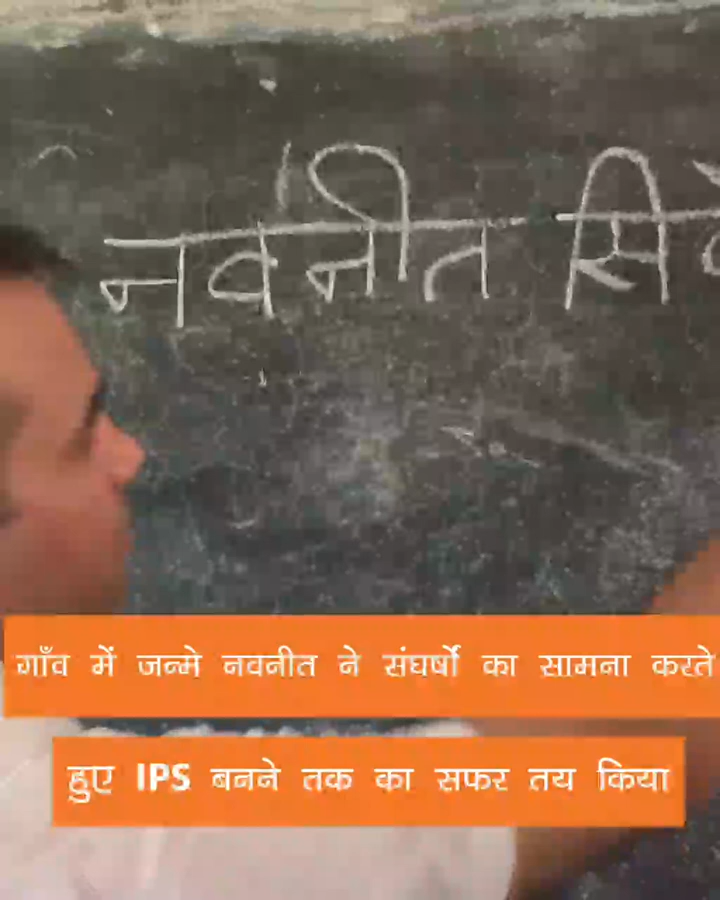 नवनीत
गाँव में जन्मे नवनीत ने संघर्षो का सामना करते
हुए IPS बनने तक का सफर तय किया